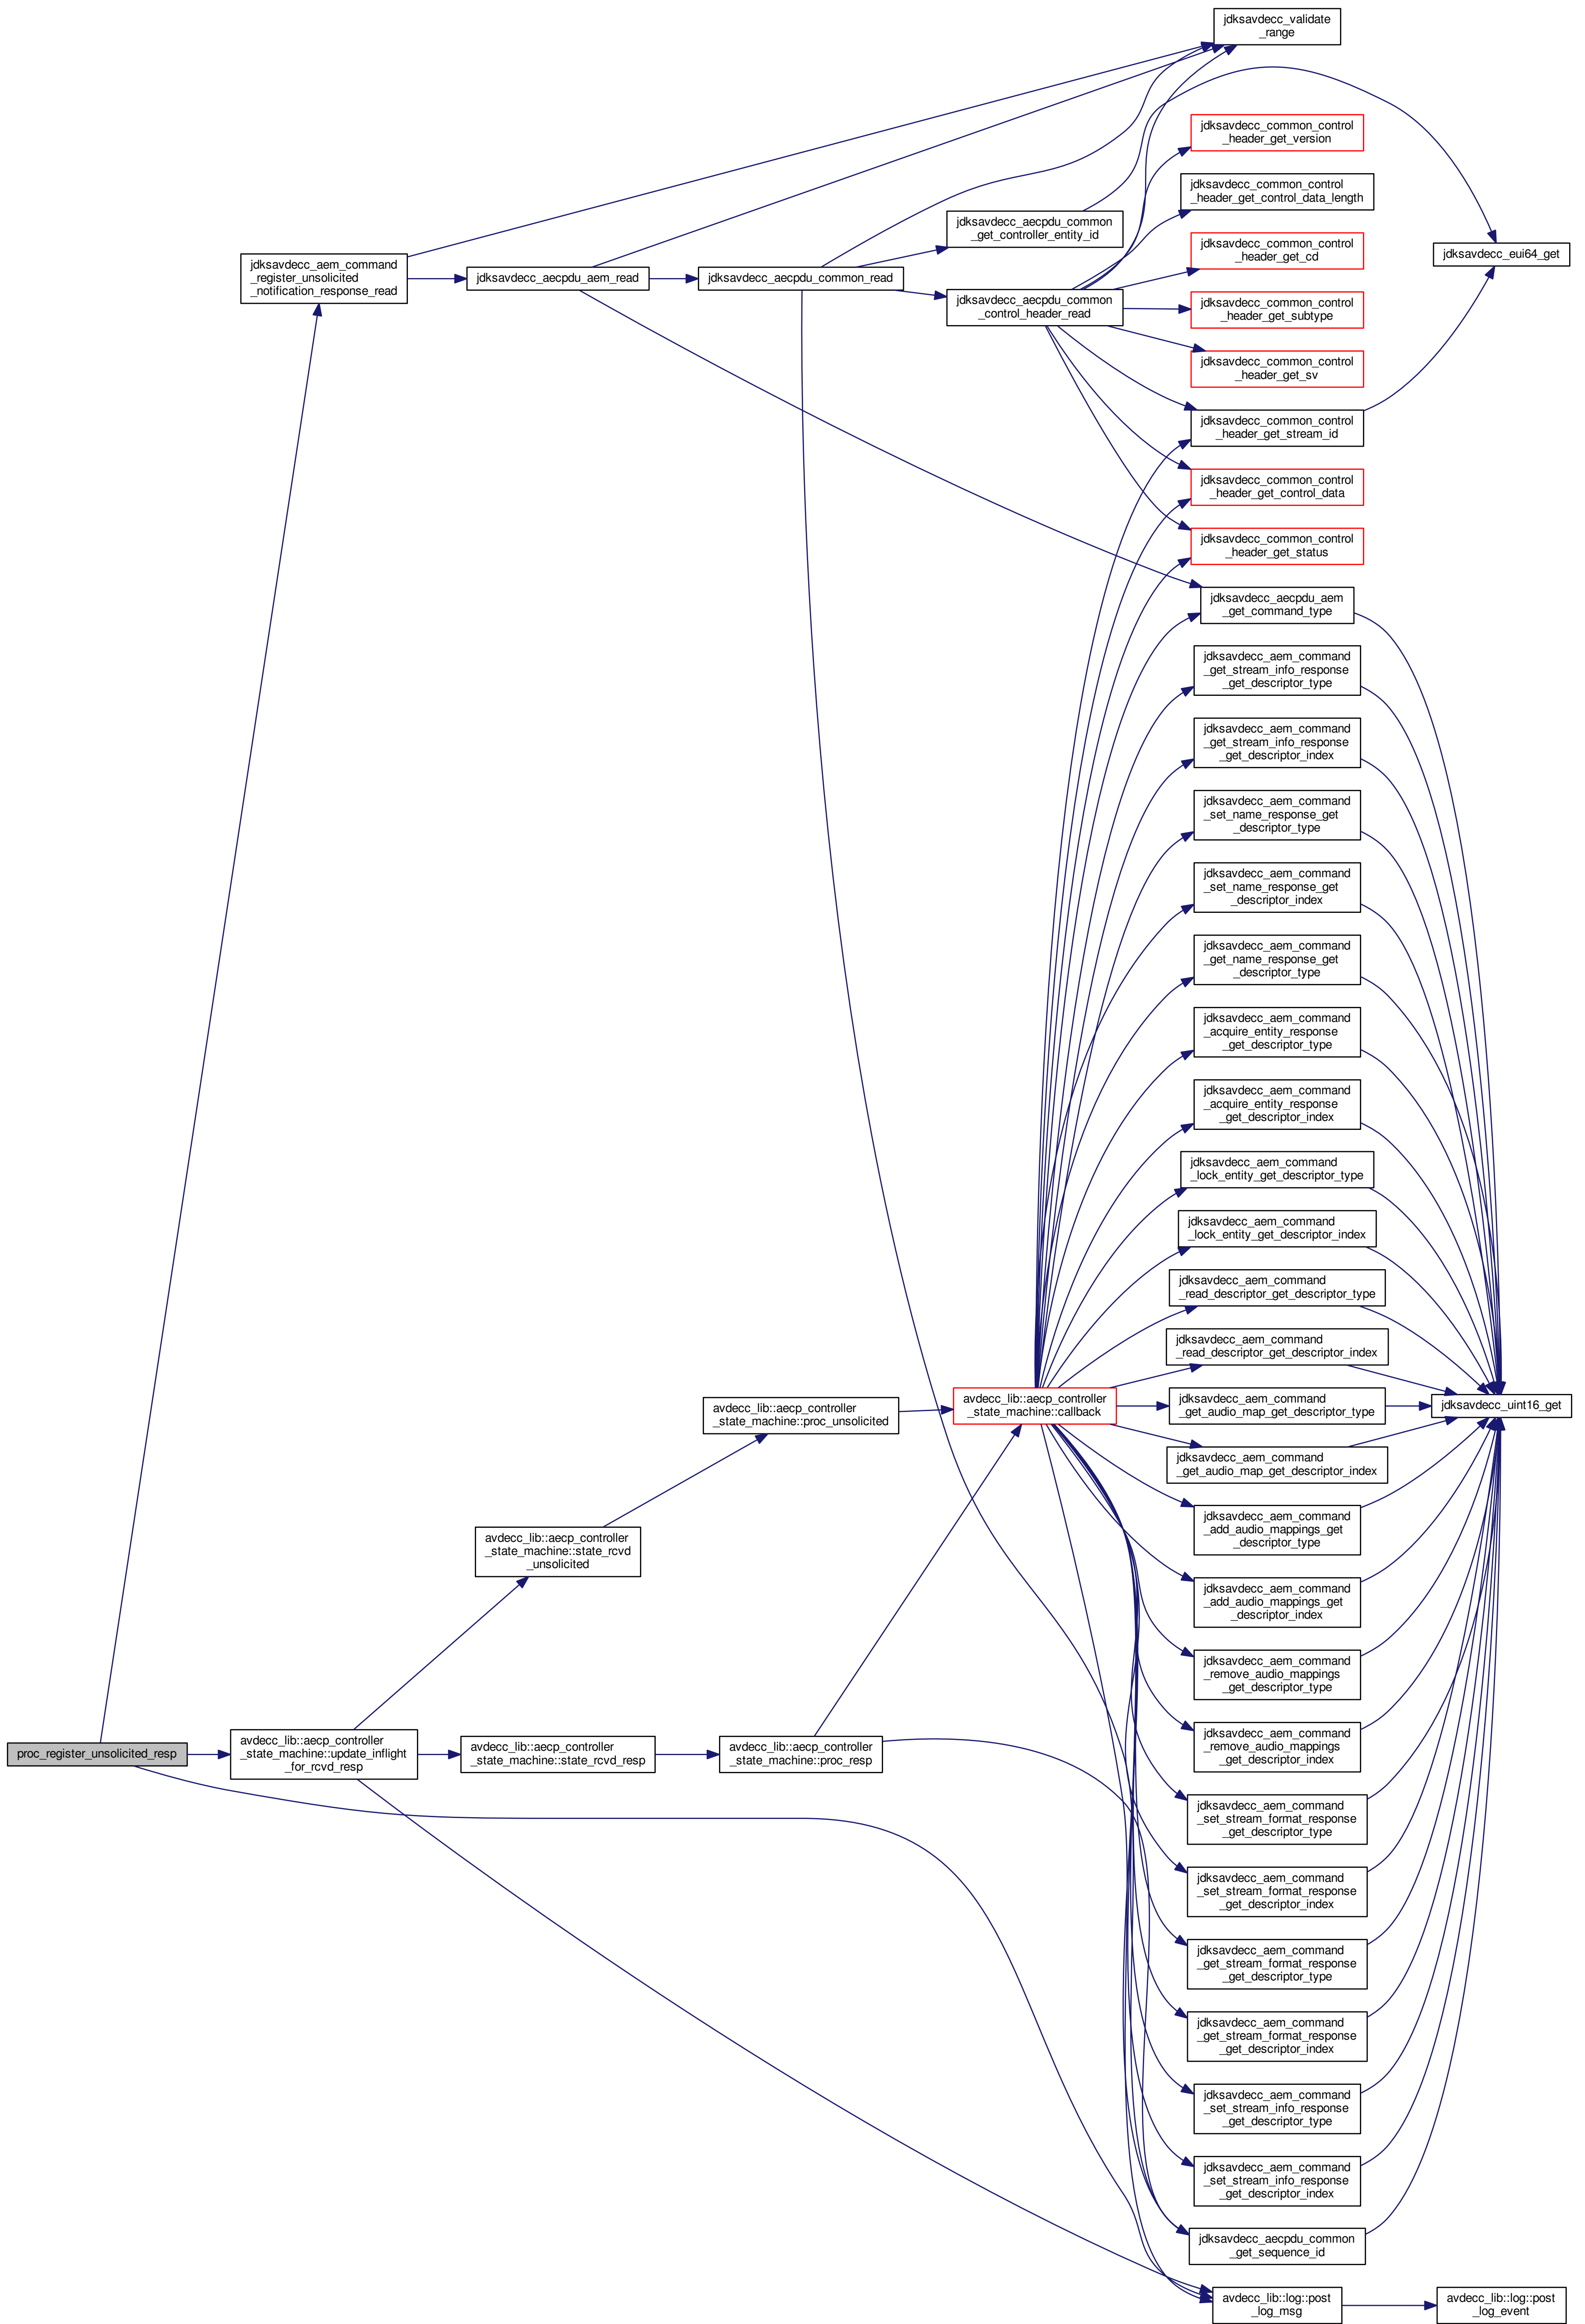 jdksavdecc_validate
_range
jdksavdecc_common_control
_header_get_version
jdksavdecc_common_control
_header_get_control_data_length
jdksavdecc_aecpdu_common
_get_controller_entity_id
jdksavdecc_common_control
_header_get_cd
jdksavdecc_eui64_get
jdksavdecc_aem_command
_register_unsolicited
_notification_response_read
jdksavdecc_aecpdu_aem_read
jdksavdecc_aecpdu_common_read
jdksavdecc_aecpdu_common
_control_header_read
jdksavdecc_common_control
_header_get_subtype
jdksavdecc_common_control
_header_get_sv
jdksavdecc_common_control
_header_get_stream_id
jdksavdecc_common_control
_header_get_control_data
jdksavdecc_common_control
_header_get_status
jdksavdecc_aecpdu_aem
_get_command_type
jdksavdecc_aem_command
_get_stream_info_response
_get_descriptor_type
jdksavdecc_aem_command
_get_stream_info_response
_get_descriptor_index
jdksavdecc_aem_command
_set_name_response_get
_descriptor_type
jdksavdecc_aem_command
_set_name_response_get
_descriptor_index
jdksavdecc_aem_command
_get_name_response_get
_descriptor_type
jdksavdecc_aem_command
_acquire_entity_response
_get_descriptor_type
jdksavdecc_aem_command
_acquire_entity_response
_get_descriptor_index
jdksavdecc_aem_command
_lock_entity_get_descriptor_type
jdksavdecc_aem_command
_lock_entity_get_descriptor_index
jdksavdecc_aem_command
_read_descriptor_get_descriptor_type
jdksavdecc_aem_command
_read_descriptor_get_descriptor_index
avdecc_lib::aecp_controller
_state_machine::proc_unsolicited
avdecc_lib::aecp_controller
_state_machine::callback
jdksavdecc_aem_command
_get_audio_map_get_descriptor_type
jdksavdecc_uint16_get
jdksavdecc_aem_command
_get_audio_map_get_descriptor_index
jdksavdecc_aem_command
_add_audio_mappings_get
_descriptor_type
avdecc_lib::aecp_controller
_state_machine::state_rcvd
_unsolicited
jdksavdecc_aem_command
_add_audio_mappings_get
_descriptor_index
jdksavdecc_aem_command
_remove_audio_mappings
_get_descriptor_type
jdksavdecc_aem_command
_remove_audio_mappings
_get_descriptor_index
proc_register_unsolicited_resp
avdecc_lib::aecp_controller
_state_machine::update_inflight
_for_rcvd_resp
avdecc_lib::aecp_controller
_state_machine::state_rcvd_resp
avdecc_lib::aecp_controller
_state_machine::proc_resp
jdksavdecc_aem_command
_set_stream_format_response
_get_descriptor_type
jdksavdecc_aem_command
_set_stream_format_response
_get_descriptor_index
jdksavdecc_aem_command
_get_stream_format_response
_get_descriptor_type
jdksavdecc_aem_command
_get_stream_format_response
_get_descriptor_index
jdksavdecc_aem_command
_set_stream_info_response
_get_descriptor_type
jdksavdecc_aem_command
_set_stream_info_response
_get_descriptor_index
jdksavdecc_aecpdu_common
_get_sequence_id
avdecc_lib::log::post
_log_msg
avdecc_lib::log::post
_log_event